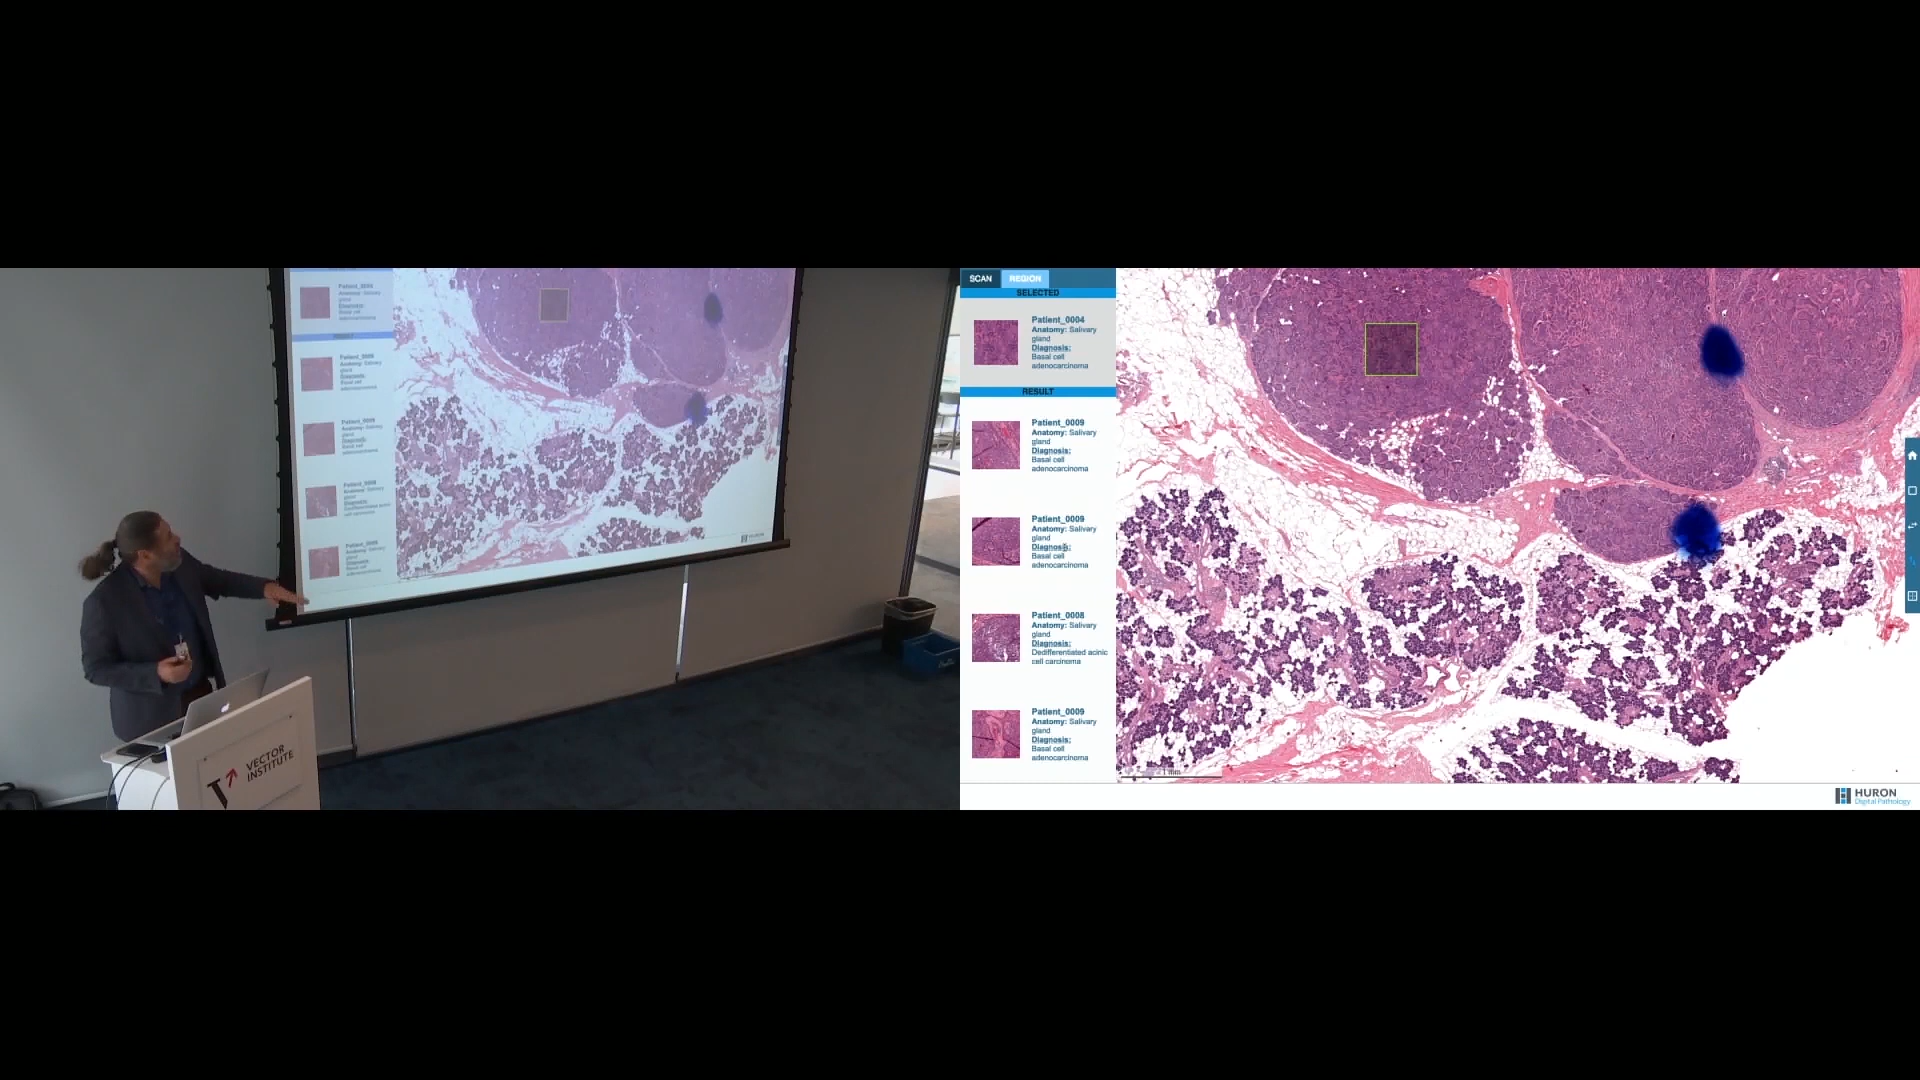 VECTOR
INSTITUTE
SCAN
REGION
SELECTED
Patient_0004
Anatomy: Salivary
gland
Diagnosis:
Basal cell
adenocarcinoma
RESULT
Patient_0009
Anatomy: Salivary
gland
Diagnosis:
Basal cell
adenocarcinoma
Patient_0009
Anatomy: Salivary
gland
Diagnosis:
Basal cell
adenocarcinoma
Patient_0008
Anatomy: Salivary
gland
Diagnosis:
Dedifferentiated acinic
cell carcinoma
Patient_0009
Anatomy: Salivary
gland
Diagnosis:
Basal cell
adenocarcinoma
1 mm
HURON
Digital Pathology